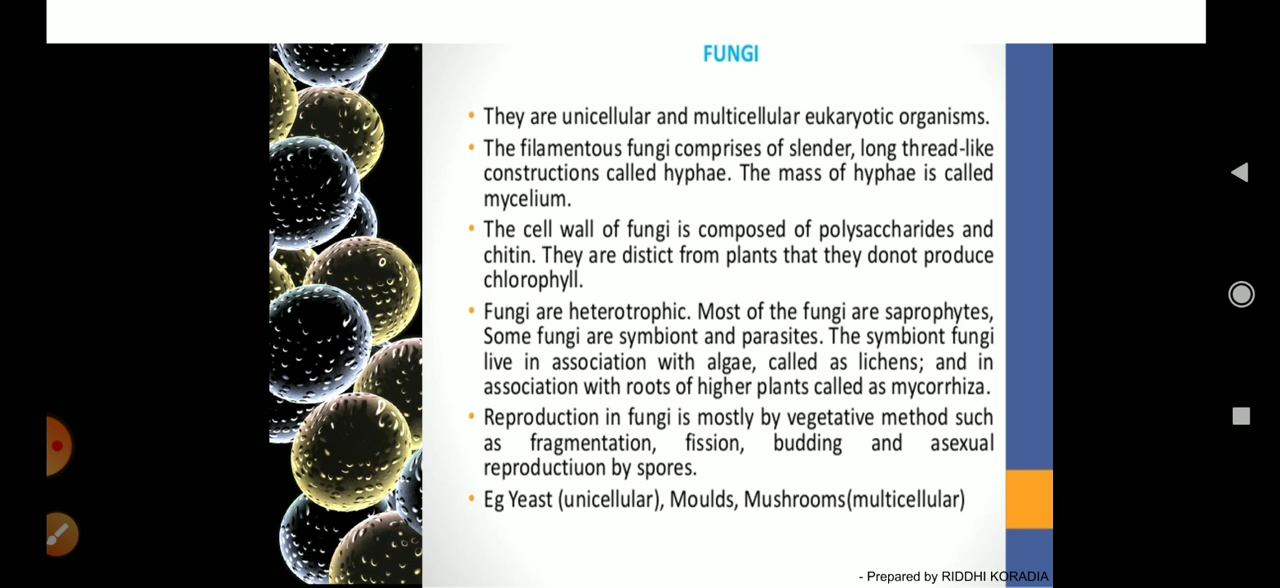 FUNGI
• They are unicellular and multicellular eukaryotic organisms.
• The filamentous fungi comprises of slender, long thread-like
constructions called hyphae. The mass of hyphae is called
mycelium.
• The cell wall of fungi is composed of polysaccharides and
chitin. They are distict from plants that they donot produce
chlorophyll.
• Fungi are heterotrophic. Most of the fungi are saprophytes,
Some fungi are symbiont and parasites. The symbiont fungi
live in association with algae, called as lichens; and in
association with roots of higher plants called as mycorrhiza.
• Reproduction in fungi is mostly by vegetative method such
as fragmentation, fission, budding and asexual
reproductiuon by spores.
• Eg Yeast (unicellular), Moulds, Mushrooms(multicellular)
- Prepared by RIDDHI KORADIA